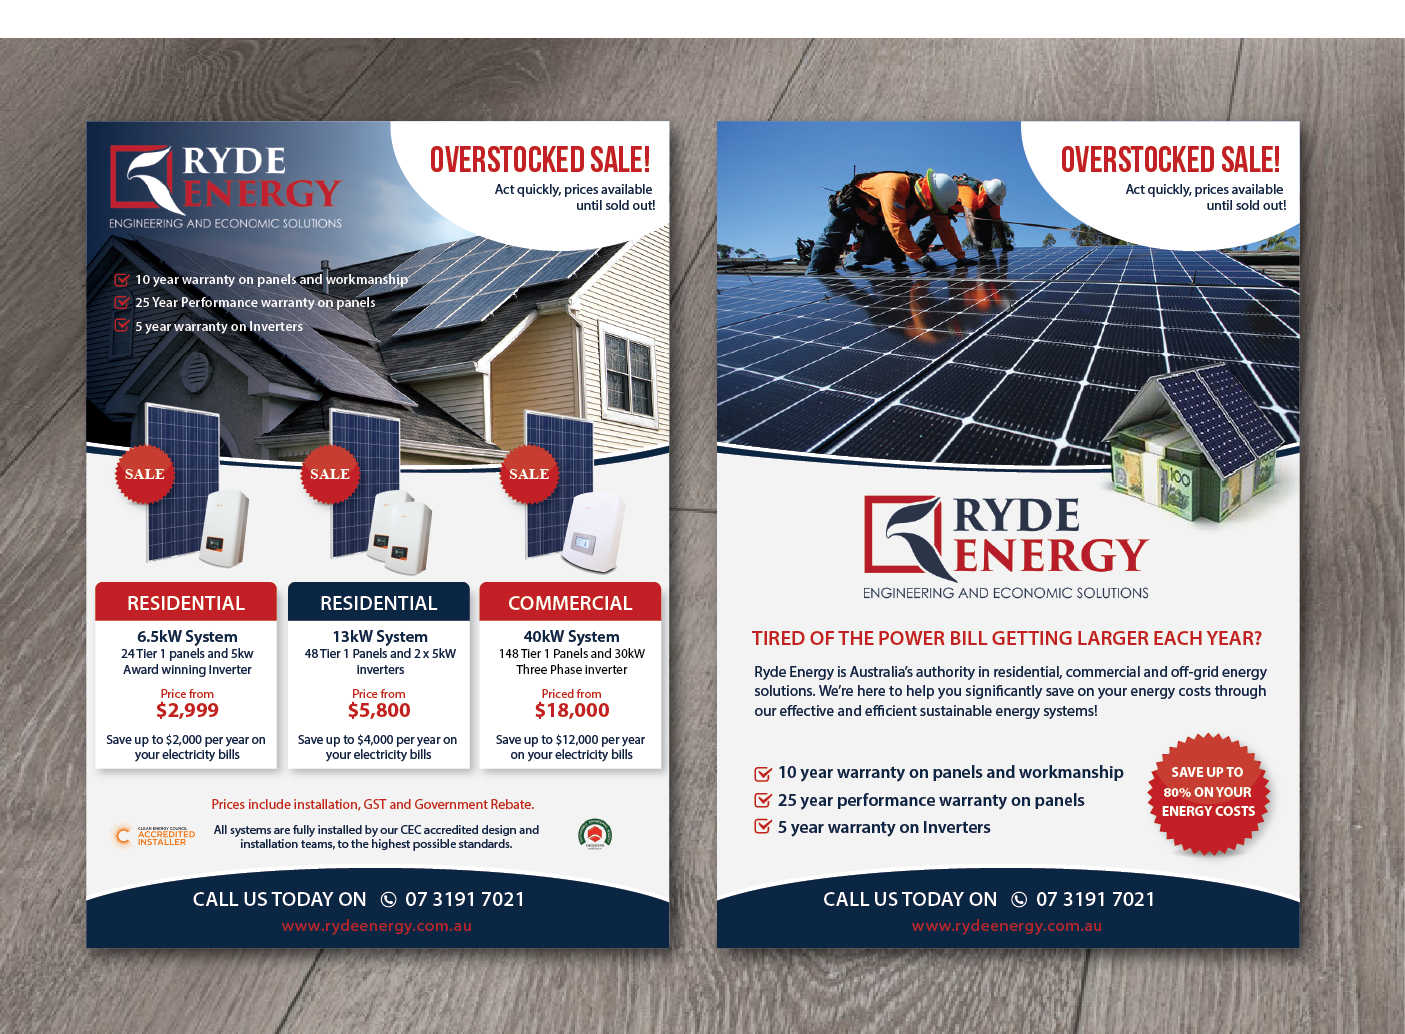 RYDE
ENERGY
ENGINEERING AND ECONOMIC SOLUTIONS
OVERSTOCKED SALE!
Act quickly, prices available
until sold out!
10 year warranty on panels and workmanship
25 Year Performance warranty on panels
5 year warranty on Inverters
SALE
SALE
SALE
RESIDENTIAL
6.5kW System
24 Tier 1 panels and 5kw
Award winning Inverter
Price from
$2,999
Save up to $2,000 per year on
your electricity bills
RESIDENTIAL
13kW System
48 Tier 1 Panels and 2 x 5kW
inverters
Price from
$5,800
Save up to $4,000 per year on
your electricity bills
COMMERCIAL
40kW System
148 Tier 1 Panels and 30kW
Three Phase inverter
Priced from
$18,000
Save up to $12,000 per year
on your electricity bills
Prices include installation, GST and Government Rebate.
CLEAN ENERGY COUNCIL
ACCREDITED
INSTALLER
All systems are fully installed by our CEC accredited design and
installation teams, to the highest possible standards.
CALL US TODAY ON 07 3191 7021
www.rydeenergy.com.au
OVERSTOCKED SALE!
Act quickly, prices available
until sold out!
100
RYDE
ENERGY
ENGINEERING AND ECONOMIC SOLUTIONS
TIRED OF THE POWER BILL GETTING LARGER EACH YEAR?
Ryde Energy is Australia's authority in residential, commercial and off-grid energy
solutions. We're here to help you significantly save on your energy costs through
our effective and efficient sustainable energy systems!
10 year warranty on panels and workmanship
25 year performance warranty on panels
5 year warranty on Inverters
SAVE UP TO
80% ON YOUR
ENERGY COSTS
CALL US TODAY ON 07 3191 7021
www.rydeenergy.com.au